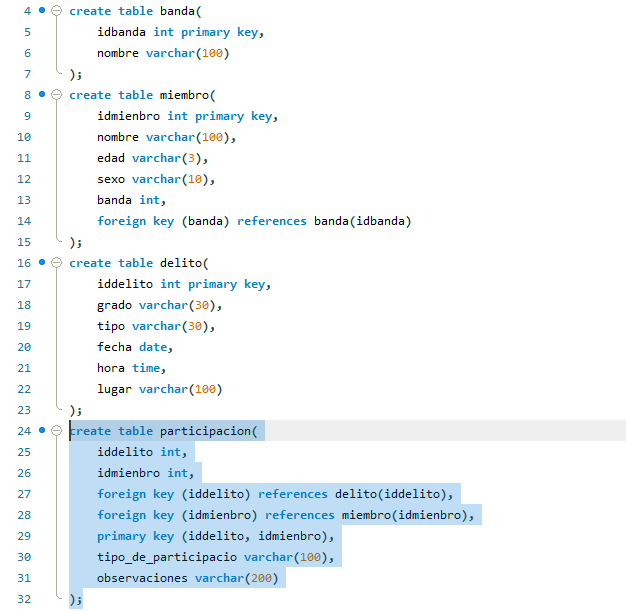 4 create table banda(
5 idbanda int primary key,
6 nombre varchar(100)
7 );
8 create table miembro(
9 idmienbro int primary key,
10 nombre varchar(100),
11 edad varchar(3),
12 sexo varchar(10),
13 banda int,
14 foreign key (banda) references banda(idbanda)
15 );
16 create table delito(
17 iddelito int primary key,
18 grado varchar(30),
19 tipo varchar(30),
20 fecha date,
21 hora time,
22 lugar varchar(100)
23 );
24 create table participacion(
25 iddelito int,
26 idmienbro int,
27 foreign key (iddelito) references delito(iddelito),
28 foreign key (idmienbro) references miembro(idmienbro),
29 primary key (iddelito, idmienbro),
30 tipo_de_participacio varchar(100),
31 observaciones varchar(200)
32 );